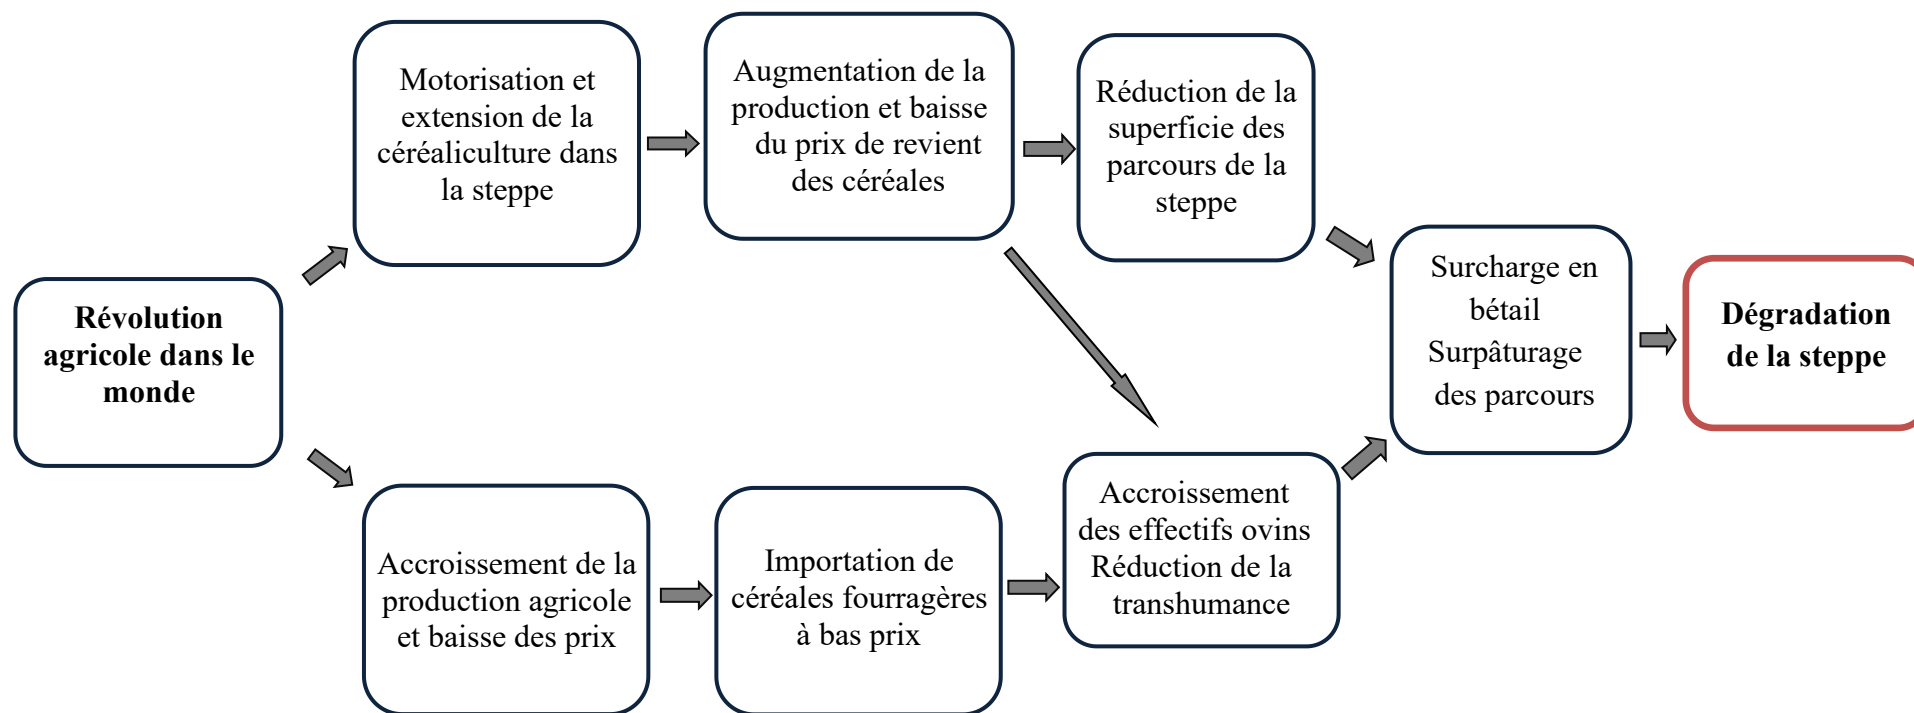 Révolution
agricole dans le
monde
Motorisation et
extension de la
céréaliculture dans
la steppe
Augmentation de la
production et baisse
du prix de revient
des céréales
Réduction de la
superficie des
parcours de la
steppe
Accroissement de la
production agricole
et baisse des prix
Importation de
céréales fourragères
à bas prix
Accroissement
des effectifs ovins
Réduction de la
transhumance
Surcharge en
bétail
Surpâturage
des parcours
Dégradation
de la steppe